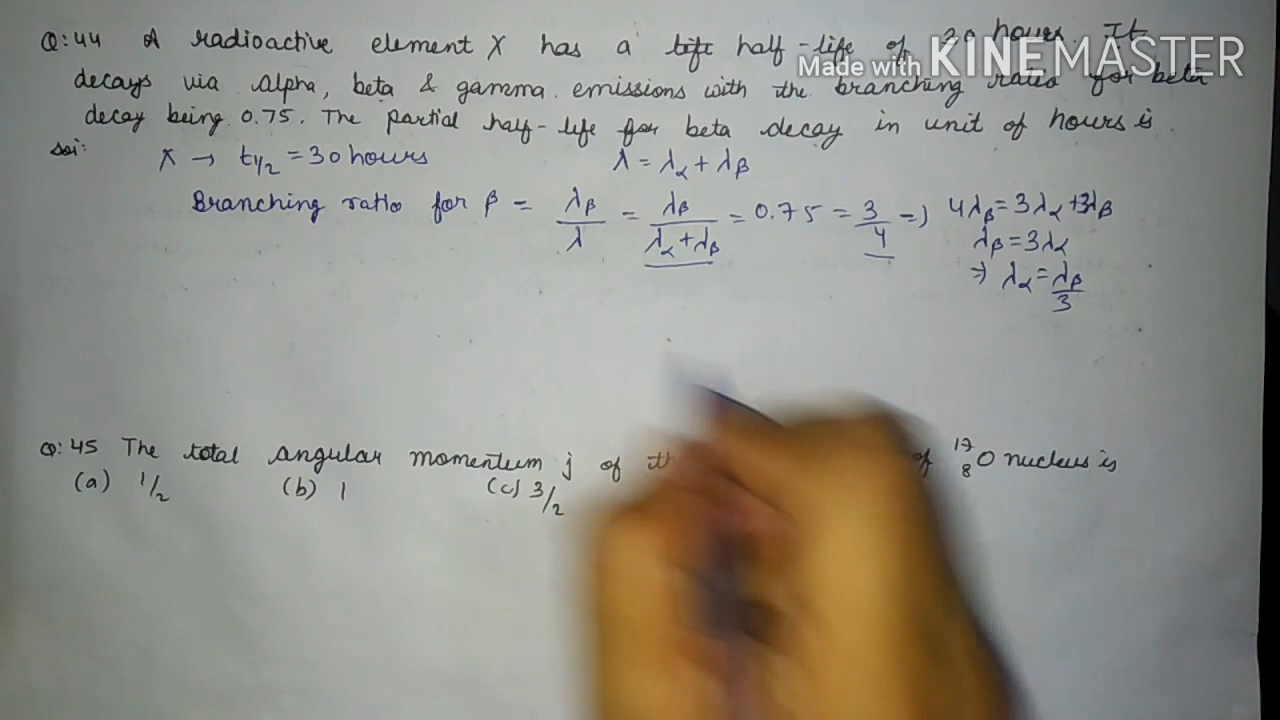 Q:44 A radioactive element X has a half-life of 30 hours. It
Made with KINEMASTER
decays via alpha, beta & gamma emissions with the branching ratio for beta
decay being 0.75. The partial half-life for beta decay in unit of hours is
Sol:
X → t1/2 = 30 hours λ = λα + λβ
Branching ratio for β = λβ/λ = λβ/(λα+λβ) = 0.75 = 3/4 =) 4λβ = 3λα + 3λβ
λβ = 3λα
=) λα = λβ/3
Q:45 The total angular momentum j of of 17 8 O nucleus is
(a) 1/2 (b) 1 (c) 3/2